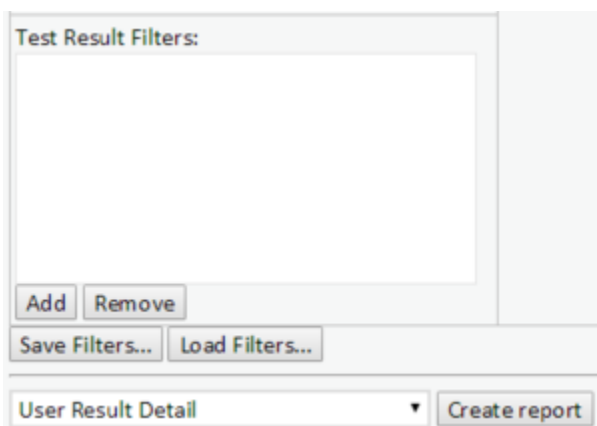 Test Result Filters:
Add Remove
Save Filters... Load Filters...
User Result Detail Create report